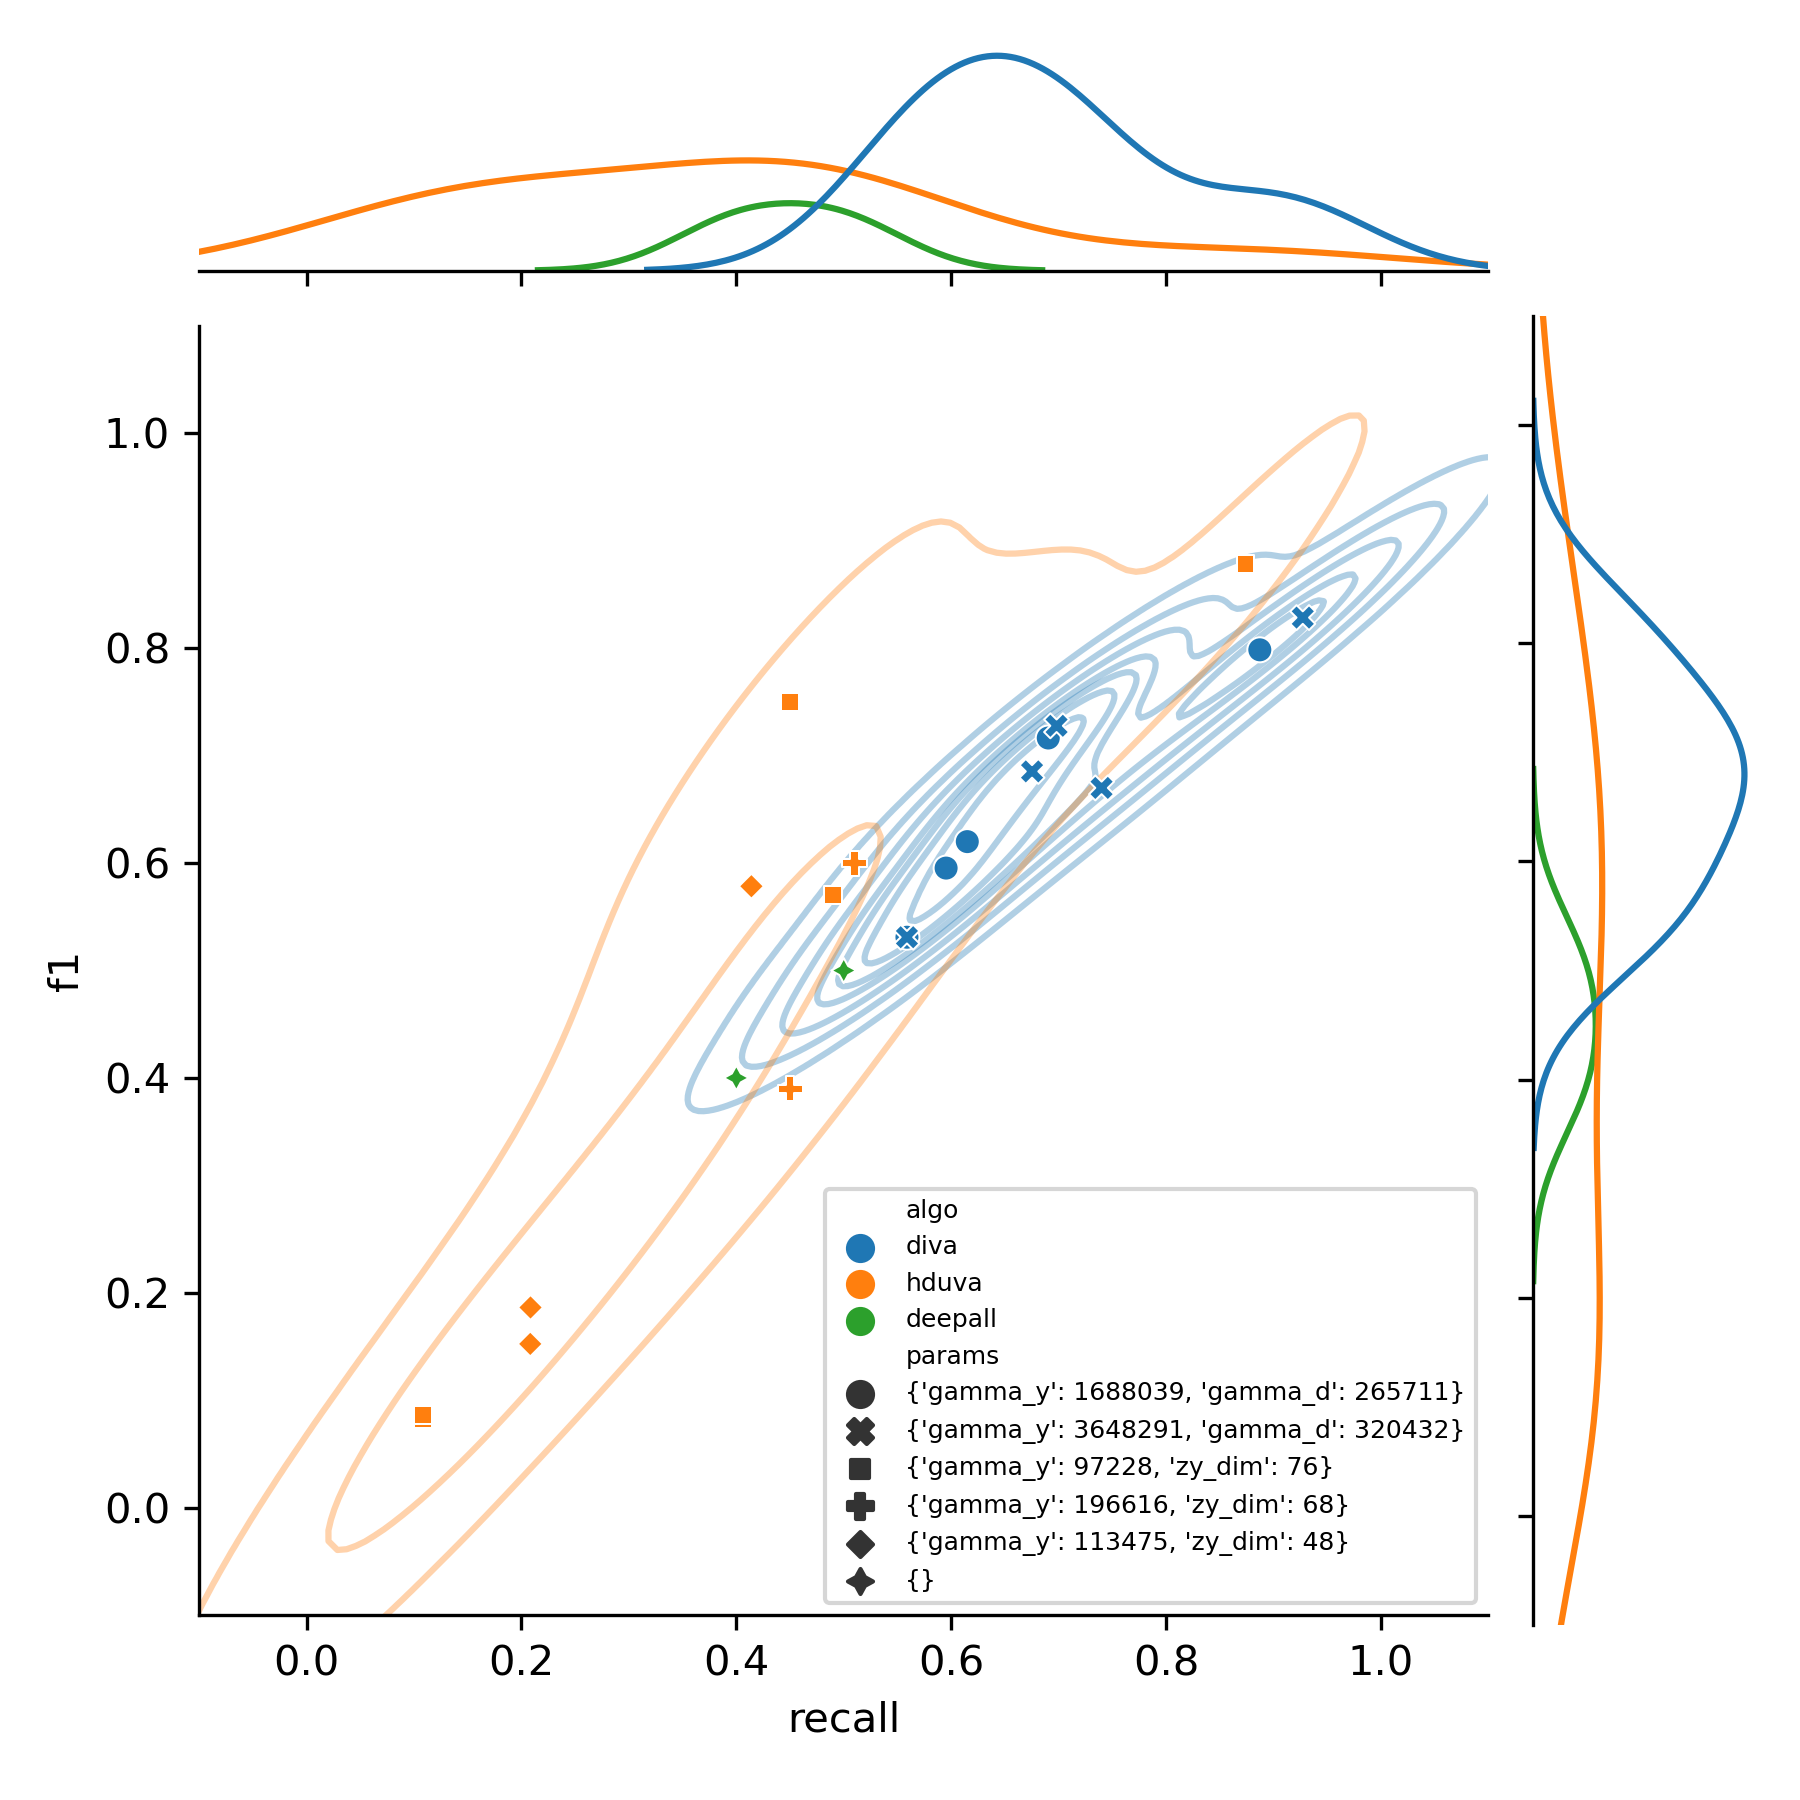 1.0
0.8
0.6
0.4
0.2
0.0
f1
0.0 0.2 0.4 0.6 0.8 1.0
recall
algo
diva
hduva
deepall
params
{'gamma_y': 1688039, 'gamma_d': 265711}
{'gamma_y': 3648291, 'gamma_d': 320432}
{'gamma_y': 97228, 'zy_dim': 76}
{'gamma_y': 196616, 'zy_dim': 68}
{'gamma_y': 113475, 'zy_dim': 48}
{}